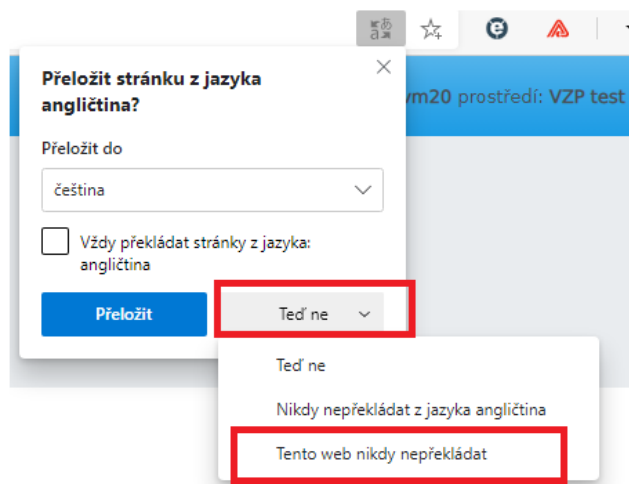 Přeložit stránku z jazyka
angličtina?
vm20 prostředí: VZP test
Přeložit do
čeština
Vždy překládat stránky z jazyka:
angličtina
Přeložit
Teď ne
Teď ne
Nikdy nepřekládat z jazyka angličtina
Tento web nikdy nepřekládat